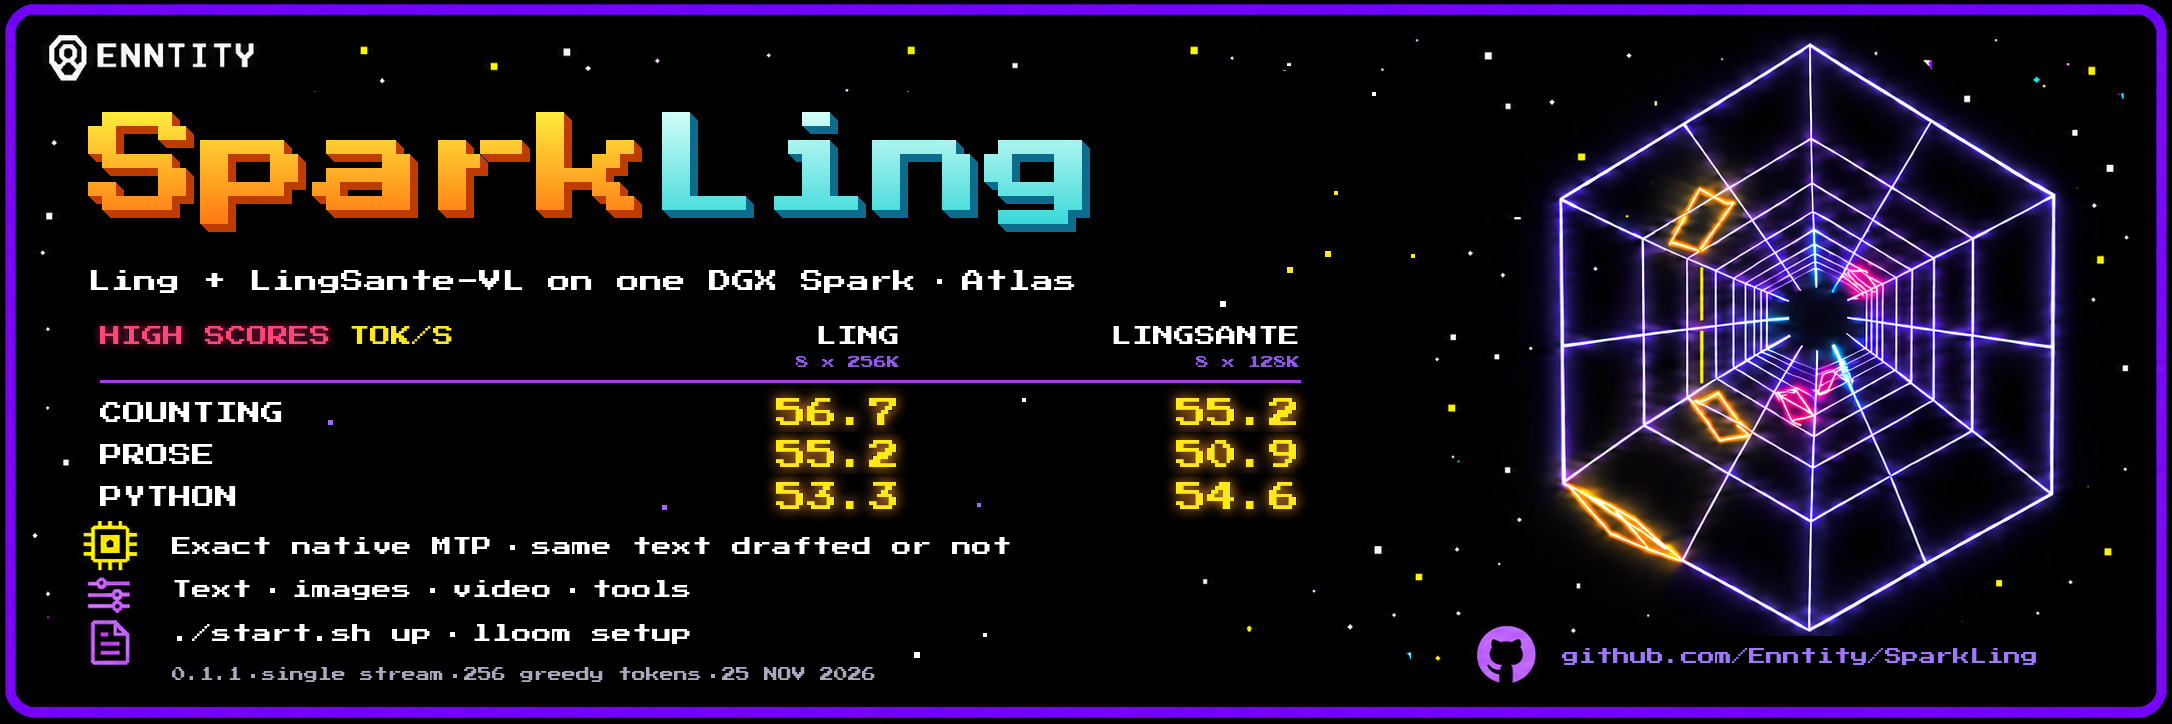 ENNTITY
SparkLing
Ling + LingSante-VL on one DGX Spark · Atlas
HIGH SCORES TOK/S LING LINGSANTE
8 x 256K 8 x 128K
COUNTING 56.7 55.2
PROSE 55.2 50.9
PYTHON 53.3 54.6
Exact native MTP · same text drafted or not
Text · images · video · tools
./start.sh up · lloom setup
0.1.1 · single stream · 256 greedy tokens · 25 NOV 2026
github.com/Enntity/SparkLing